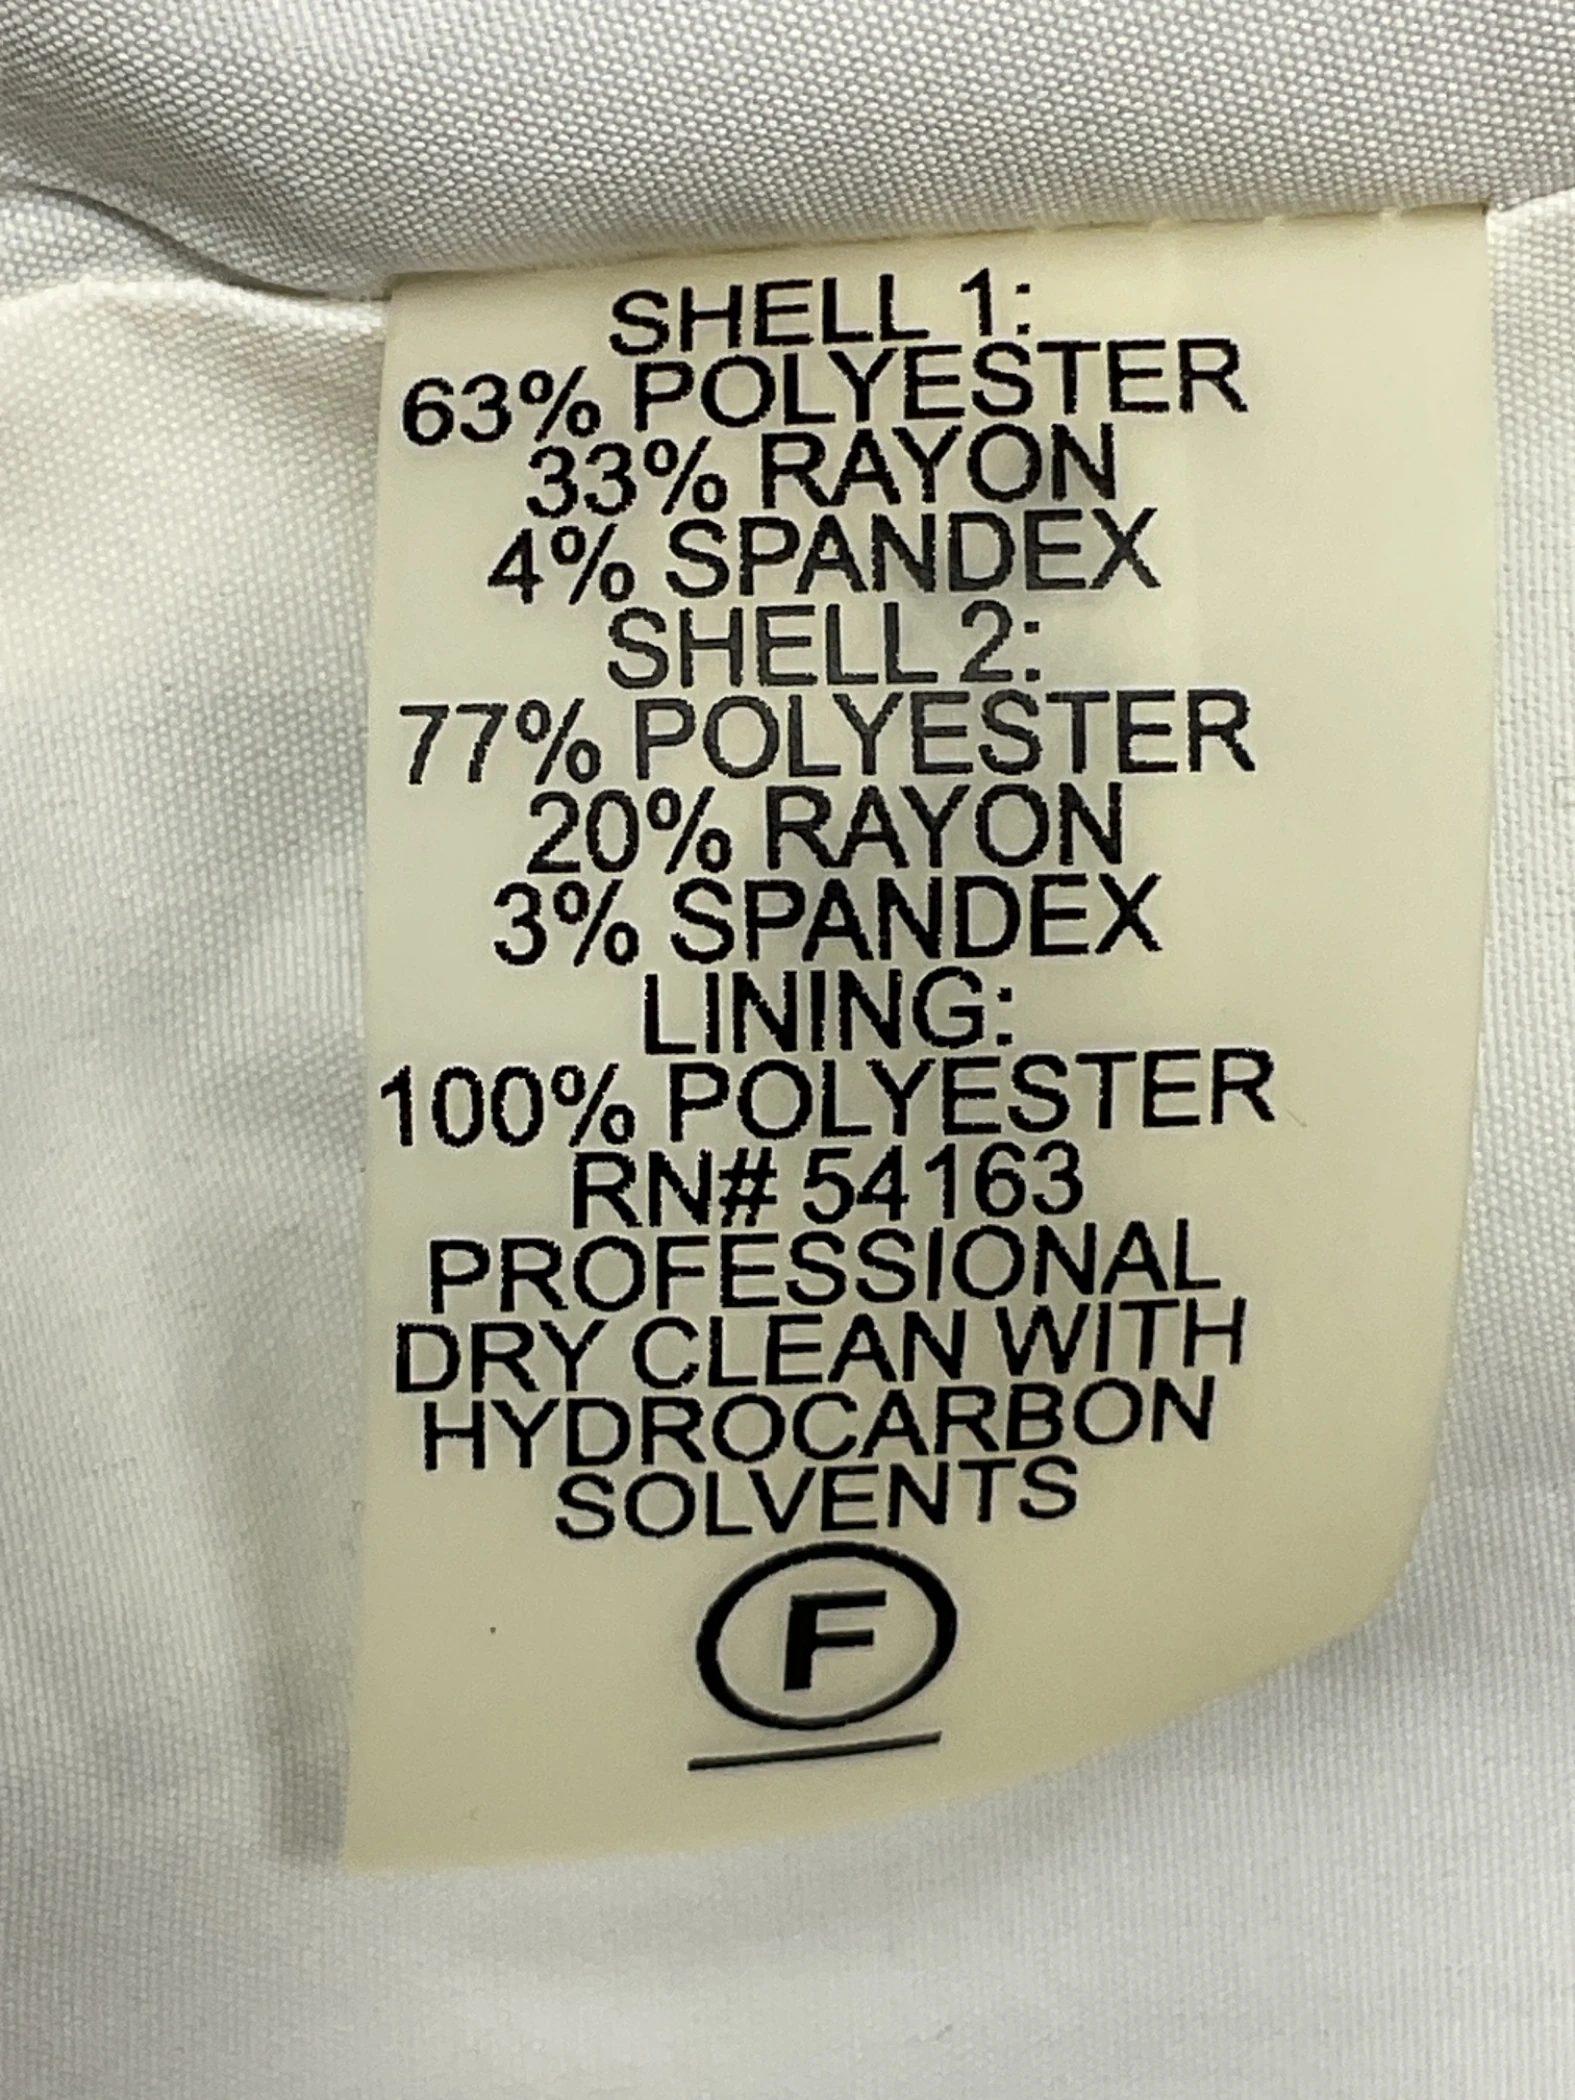 SHELL 1:
63% POLYESTER
33% RAYON
4% SPANDEX
SHELL 2:
77% POLYESTER
20% RAYON
3% SPANDEX
LINING:
100% POLYESTER
RN# 54163
PROFESSIONAL
DRY CLEAN WITH
HYDROCARBON
SOLVENTS
F